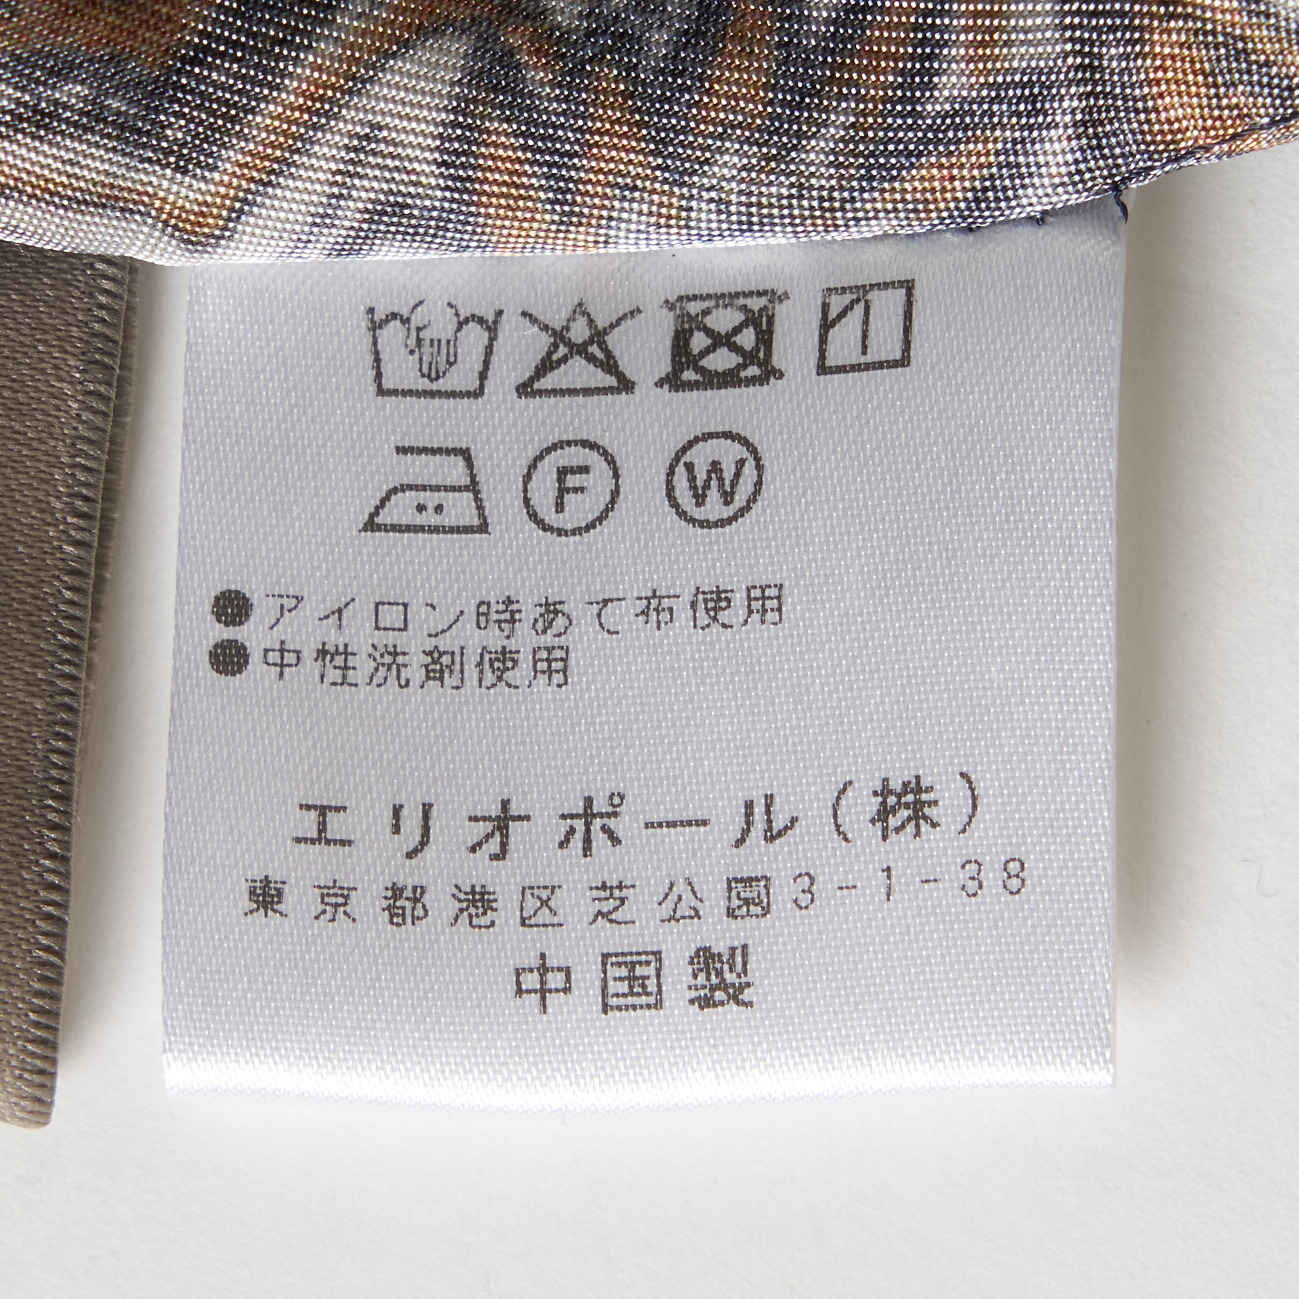 F W
●アイロン時あて布使用
●中性洗剤使用
エリオポール(株)
東京都港区芝公園3-1-38
中国製